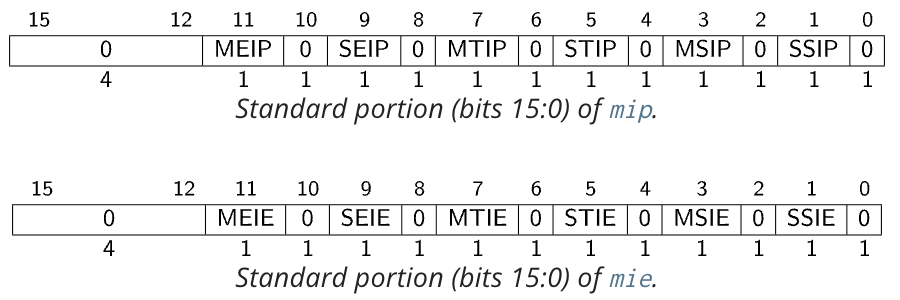 15 12 11 10 9 8 7 6 5 4 3 2 1 0
0 MEIP 0 SEIP 0 MTIP 0 STIP 0 MSIP 0 SSIP 0
4 1 1 1 1 1 1 1 1 1 1 1 1
Standard portion (bits 15:0) of mip.
15 12 11 10 9 8 7 6 5 4 3 2 1 0
0 MEIE 0 SEIE 0 MTIE 0 STIE 0 MSIE 0 SSIE 0
4 1 1 1 1 1 1 1 1 1 1 1 1
Standard portion (bits 15:0) of mie.